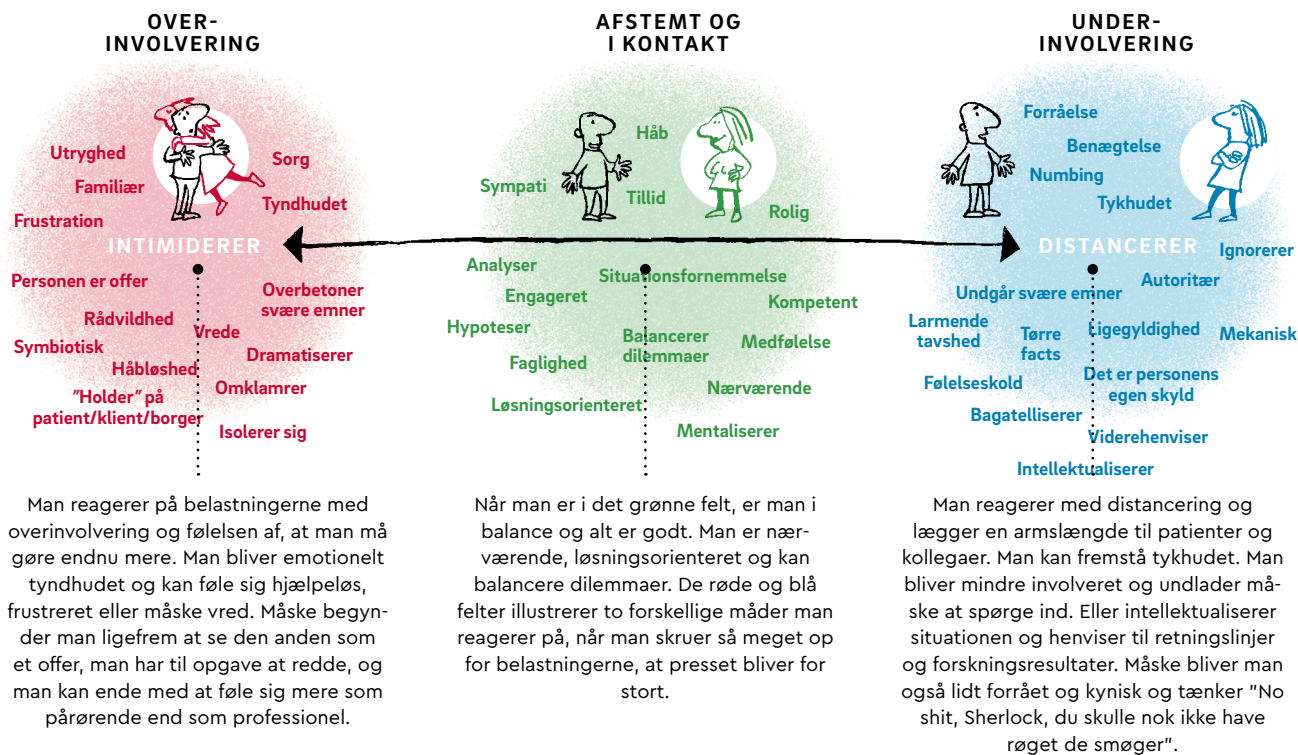 OVER-
INVOLVERING
Utryghed
Sorg
Familiær
Tyndhudet
Frustration
INTIMIDERER
Personen er offer
Overbetoner
svære emner
Rådvildhed
Vrede
Symbiotisk
Dramatiserer
Håbløshed
Omklamrer
"Holder" på
patient/klient/borger
Isolerer sig
Man reagerer på belastningerne med
overinvolvering og følelsen af, at man må
gøre endnu mere. Man bliver emotionelt
tyndhudet og kan føle sig hjælpeløs,
frustreret eller måske vred. Måske begyn-
der man ligefrem at se den anden som
et offer, man har til opgave at redde, og
man kan ende med at føle sig mere som
pårørende end som professionel.
AFSTEMT OG
I KONTAKT
Håb
Sympati
Tillid
Rolig
Analyser
Situationsfornemmelse
Engageret
Kompetent
Hypoteser
Balancerer
dilemmaer
Medfølelse
Faglighed
Nærværende
Løsningsorienteret
Mentaliserer
Når man er i det grønne felt, er man i
balance og alt er godt. Man er nær-
værende, løsningsorienteret og kan
balancere dilemmaer. De røde og blå
felter illustrerer to forskellige måder man
reagerer på, når man skruer så meget op
for belastningerne, at presset bliver for
stort.
UNDER-
INVOLVERING
Forråelse
Benægtelse
Numbing
Tykhudet
DISTANCERER
Ignorerer
Autoritær
Undgår svære emner
Larmende
tavshed
Tørre
facts
Ligegyldighed
Mekanisk
Følelseskold
Det er personens
egen skyld
Bagatelliserer
Viderehenviser
Intellektualiserer
Man reagerer med distancering og
lægger en armslængde til patienter og
kollegaer. Man kan fremstå tykhudet. Man
bliver mindre involveret og undlader må-
ske at spørge ind. Eller intellektualiserer
situationen og henviser til retningslinjer
og forskningsresultater. Måske bliver man
også lidt forrået og kynisk og tænker "No
shit, Sherlock, du skulle nok ikke have
røget de smøger".